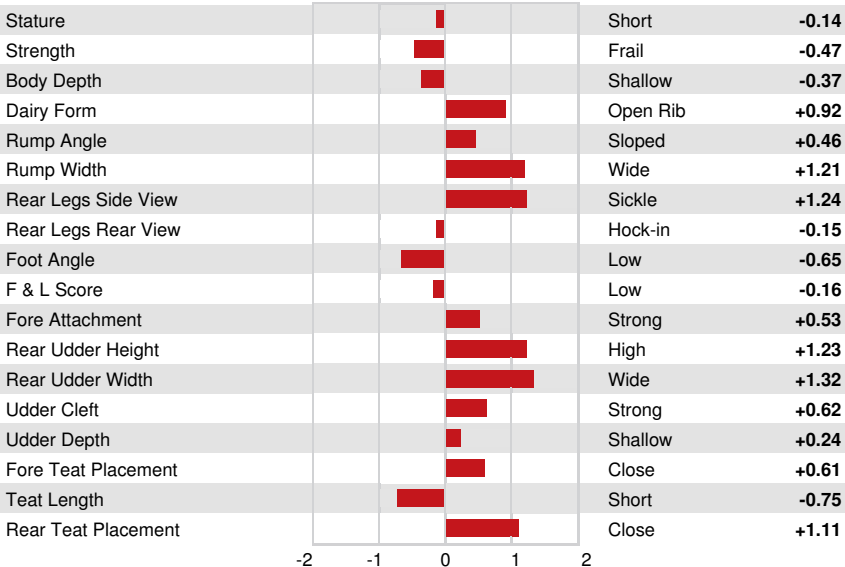 Stature Short -0.14
Strength Frail -0.47
Body Depth Shallow -0.37
Dairy Form Open Rib +0.92
Rump Angle Sloped +0.46
Rump Width Wide +1.21
Rear Legs Side View Sickle +1.24
Rear Legs Rear View Hock-in -0.15
Foot Angle Low -0.65
F & L Score Low -0.16
Fore Attachment Strong +0.53
Rear Udder Height High +1.23
Rear Udder Width Wide +1.32
Udder Cleft Strong +0.62
Udder Depth Shallow +0.24
Fore Teat Placement Close +0.61
Teat Length Short -0.75
Rear Teat Placement Close +1.11
-2 -1 0 1 2